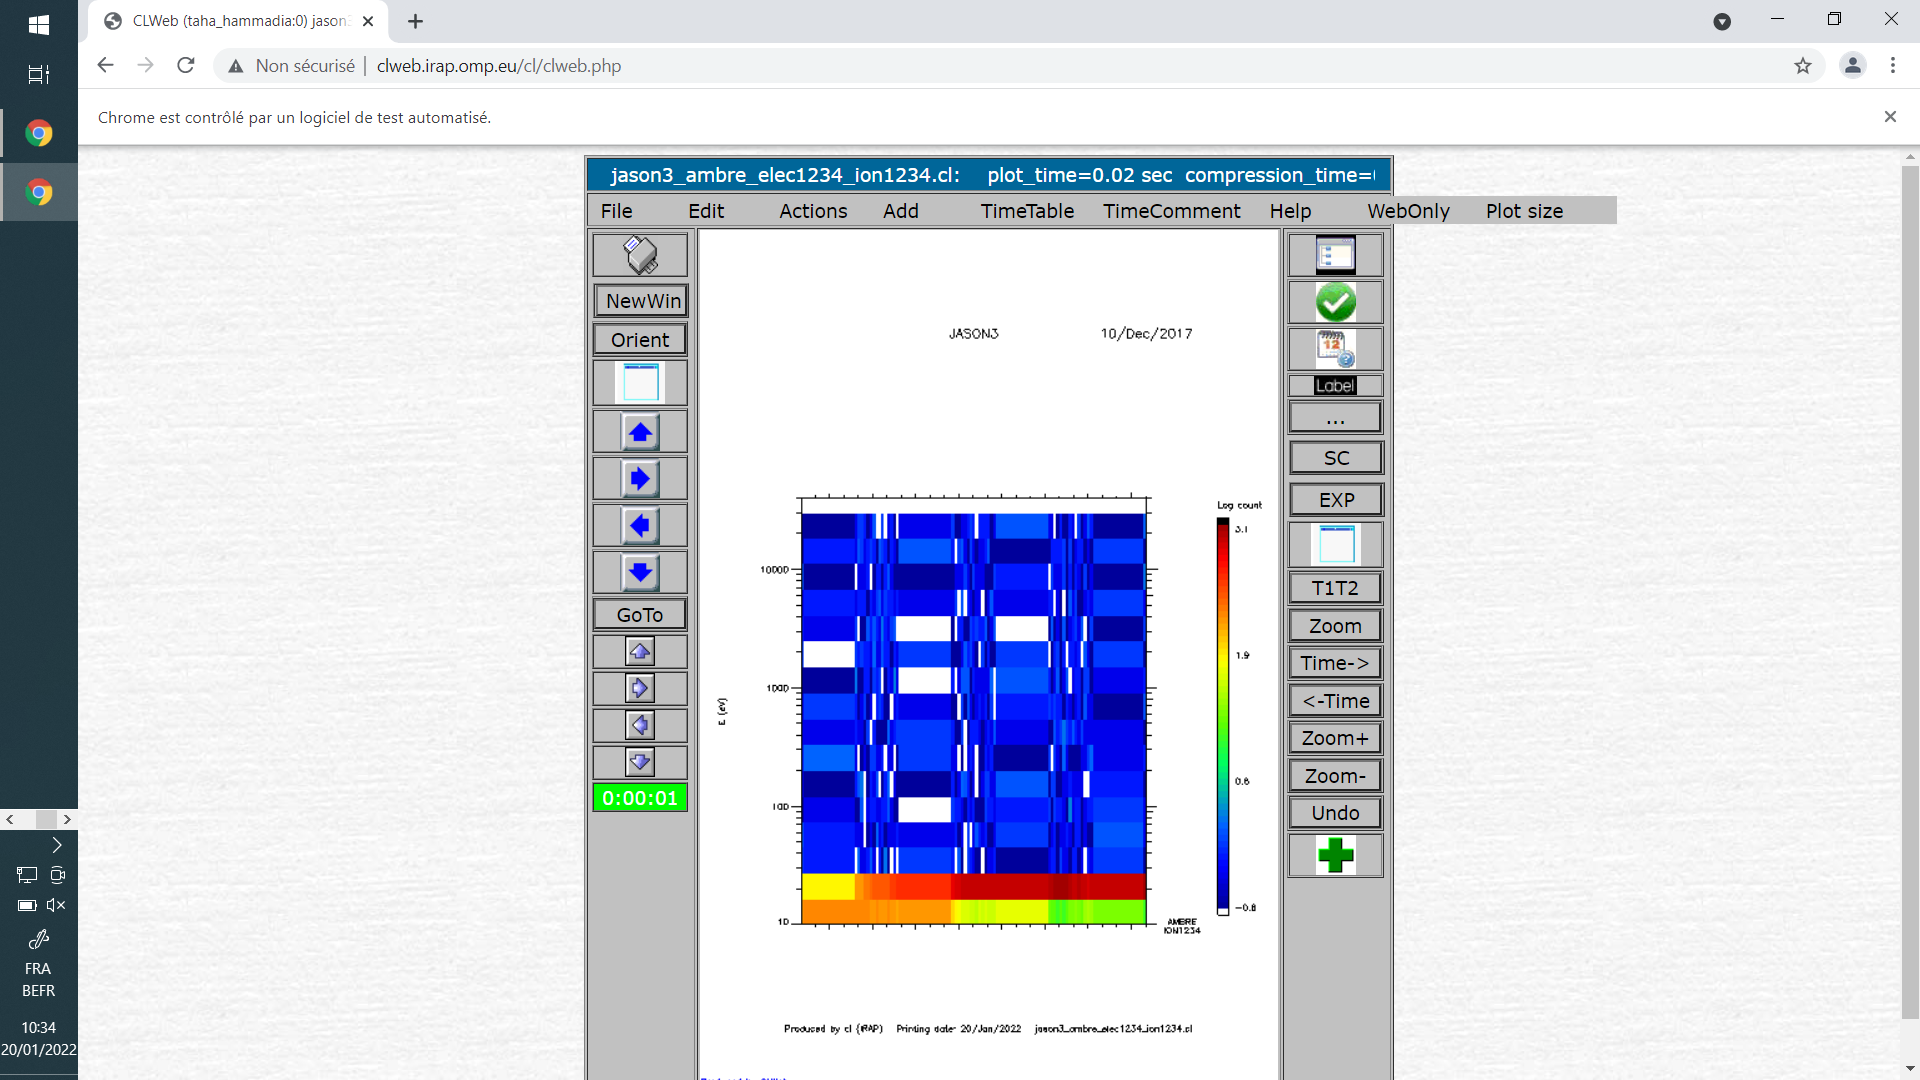 CLWeb (taha_hammadia:0) jason3
Non sécurisé | clweb.irap.omp.eu/cl/clweb.php
Chrome est contrôlé par un logiciel de test automatisé.
jason3_ambre_elec1234_ion1234.cl: plot_time=0.02 sec compression_time=
File Edit Actions Add TimeTable TimeComment Help WebOnly Plot size
NewWin
Orient
GoTo
0:00:01
JASON3 10/Dec/2017
Log count
3.1
1.9
0.6
-0.8
10000
1000
100
10
E (eV)
AMBRE
ION1234
Produced by cl (IRAP) Printing date: 20/Jan/2022 jason3_ambre_elec1234_ion1234.cl
12
Label
...
SC
EXP
T1T2
Zoom
Time->
<-Time
Zoom+
Zoom-
Undo
FRA
BEFR
10:34
20/01/2022